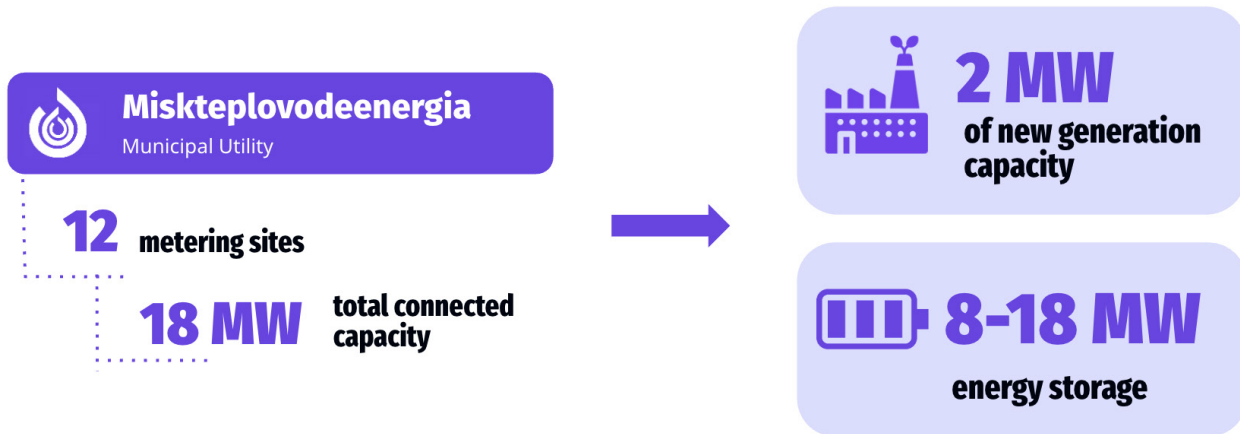 Miskteplovodeenergia
Municipal Utility
12 metering sites
18 MW total connected
capacity
2 MW
of new generation
capacity
8-18 MW
energy storage